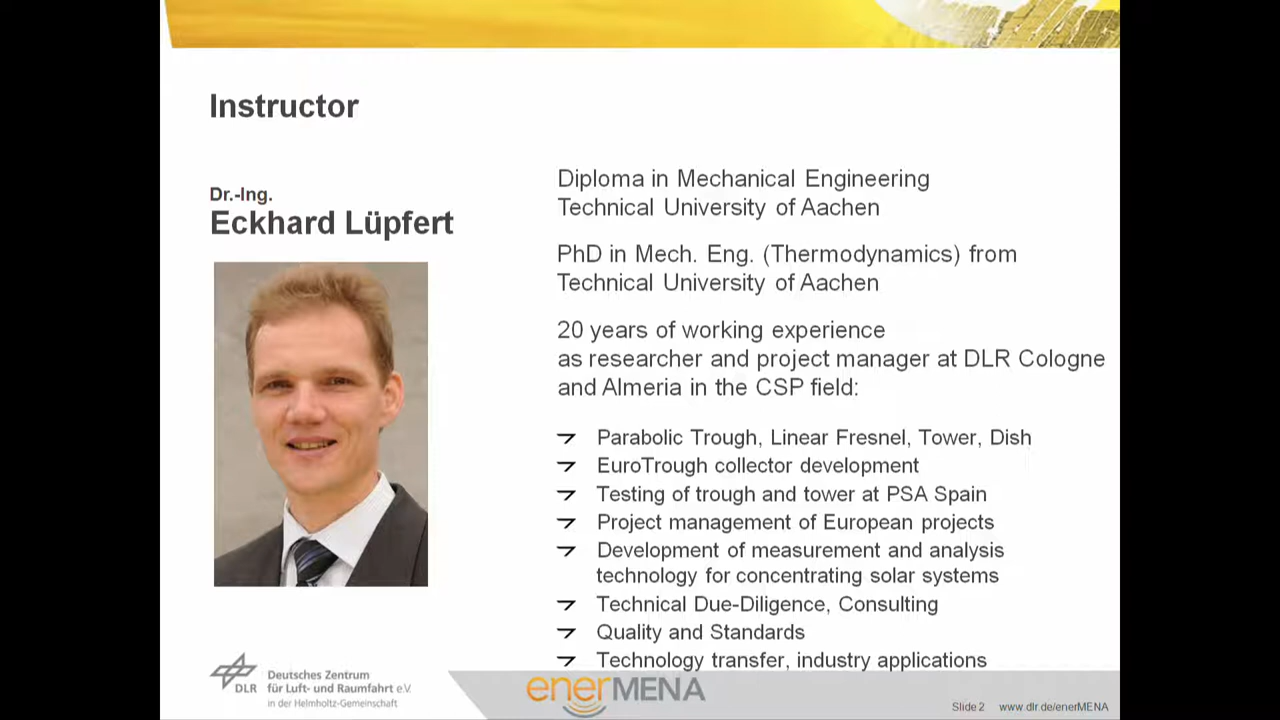 Instructor
Dr.-Ing.
Eckhard Lüpfert
Diploma in Mechanical Engineering
Technical University of Aachen
PhD in Mech. Eng. (Thermodynamics) from
Technical University of Aachen
20 years of working experience
as researcher and project manager at DLR Cologne
and Almeria in the CSP field:
Parabolic Trough, Linear Fresnel, Tower, Dish
EuroTrough collector development
Testing of trough and tower at PSA Spain
Project management of European projects
Development of measurement and analysis
technology for concentrating solar systems
Technical Due-Diligence, Consulting
Quality and Standards
Technology transfer, industry applications
DLR
Deutsches Zentrum
für Luft- und Raumfahrt e.V.
in der Helmholtz-Gemeinschaft
enerMENA
Slide 2 www.dlr.de/enerMENA